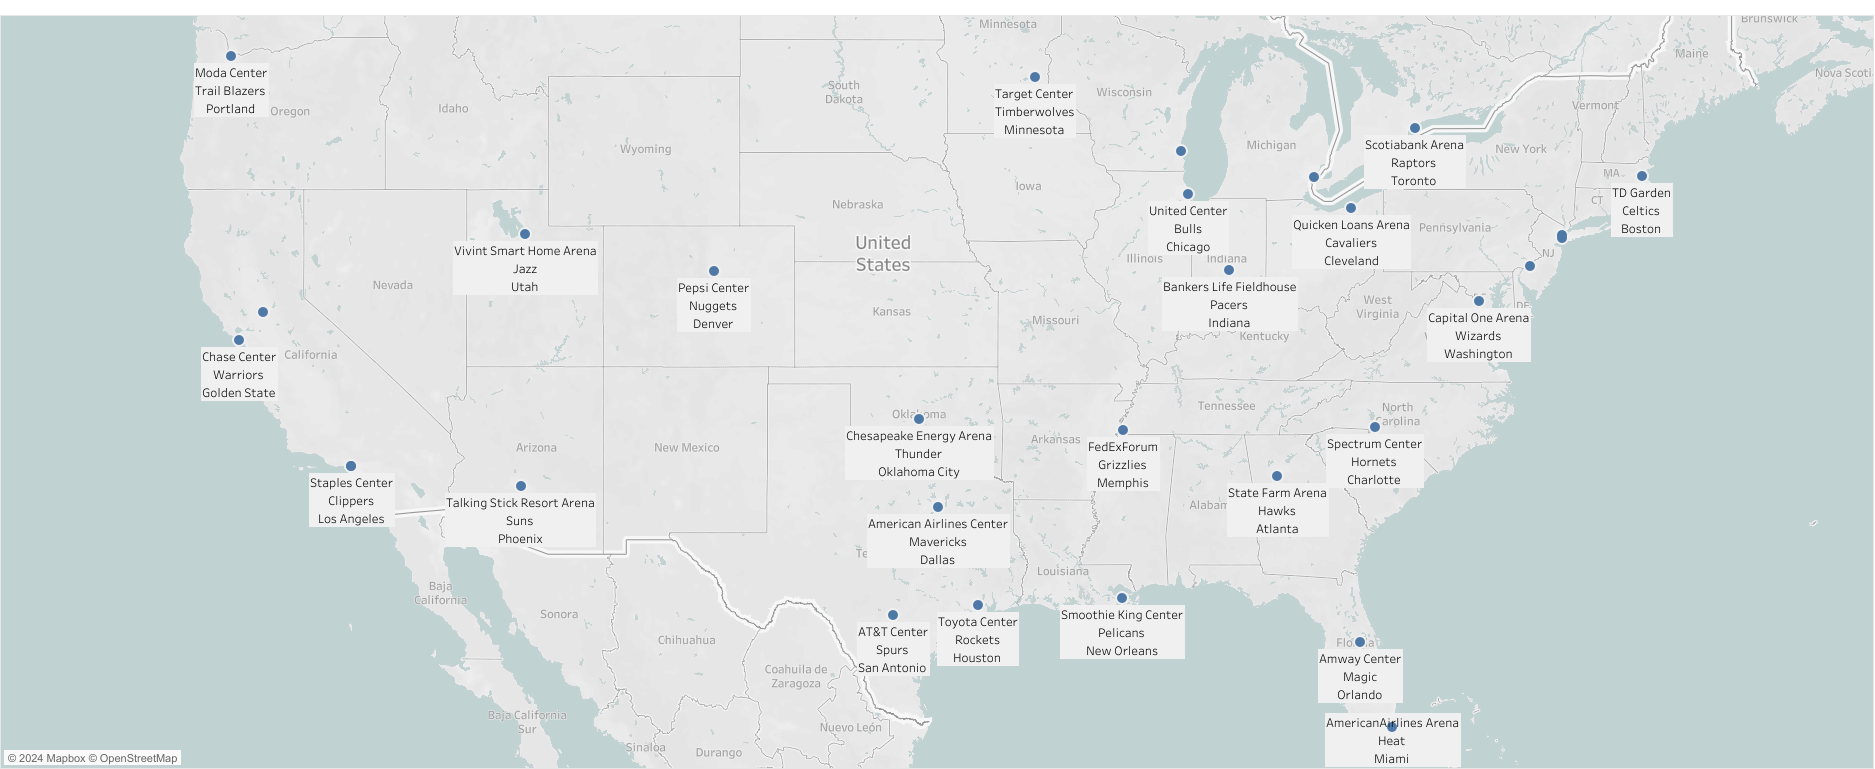 Minnesota
Brunswick
Maine
Nova Scoti
Moda Center
Trail Blazers
Portland
Oregon
Idaho
South
Dakota
Target Center
Timberwolves
Minnesota
Wisconsin
Vermont
Wyoming
Michigan
Scotiabank Arena
Raptors
Toronto
New York
MA
Iowa
Nebraska
CT
TD Garden
Celtics
Boston
United Center
Bulls
Chicago
Quicken Loans Arena
Cavaliers
Cleveland
Pennsylvania
NJ
United
States
Vivint Smart Home Arena
Jazz
Utah
Illinois
Indiana
Nevada
Pepsi Center
Nuggets
Denver
Bankers Life Fieldhouse
Pacers
Indiana
Kansas
Missouri
West
Virginia
DE
Capital One Arena
Wizards
Washington
Kentucky
Chase Center
Warriors
Golden State
California
Tennessee
North
Carolina
Oklahoma
Chesapeake Energy Arena
Thunder
Oklahoma City
Arizona
New Mexico
Arkansas
FedExForum
Grizzlies
Memphis
Spectrum Center
Hornets
Charlotte
Staples Center
Clippers
Los Angeles
Talking Stick Resort Arena
Suns
Phoenix
State Farm Arena
Hawks
Atlanta
Alabam
American Airlines Center
Mavericks
Dallas
Te
Louisiana
Baja
California
Sonora
Chihuahua
AT&T Center
Spurs
San Antonio
Toyota Center
Rockets
Houston
Smoothie King Center
Pelicans
New Orleans
Florida
Amway Center
Magic
Orlando
Coahuila de
Zaragoza
Baja California
Sur
Nuevo León
Sinaloa
Durango
AmericanAirlines Arena
Heat
Miami
© 2024 Mapbox © OpenStreetMap